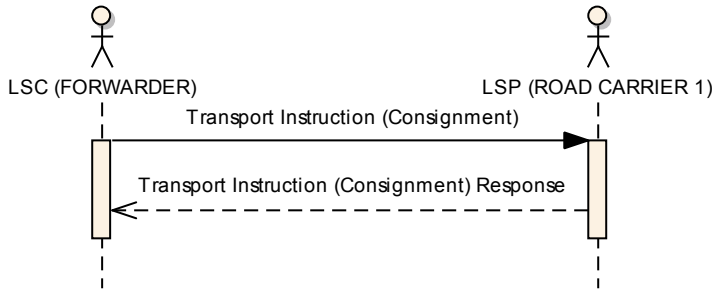 LSC (FORWARDER)
LSP (ROAD CARRIER 1)
Transport Instruction (Consignment)
Transport Instruction (Consignment) Response